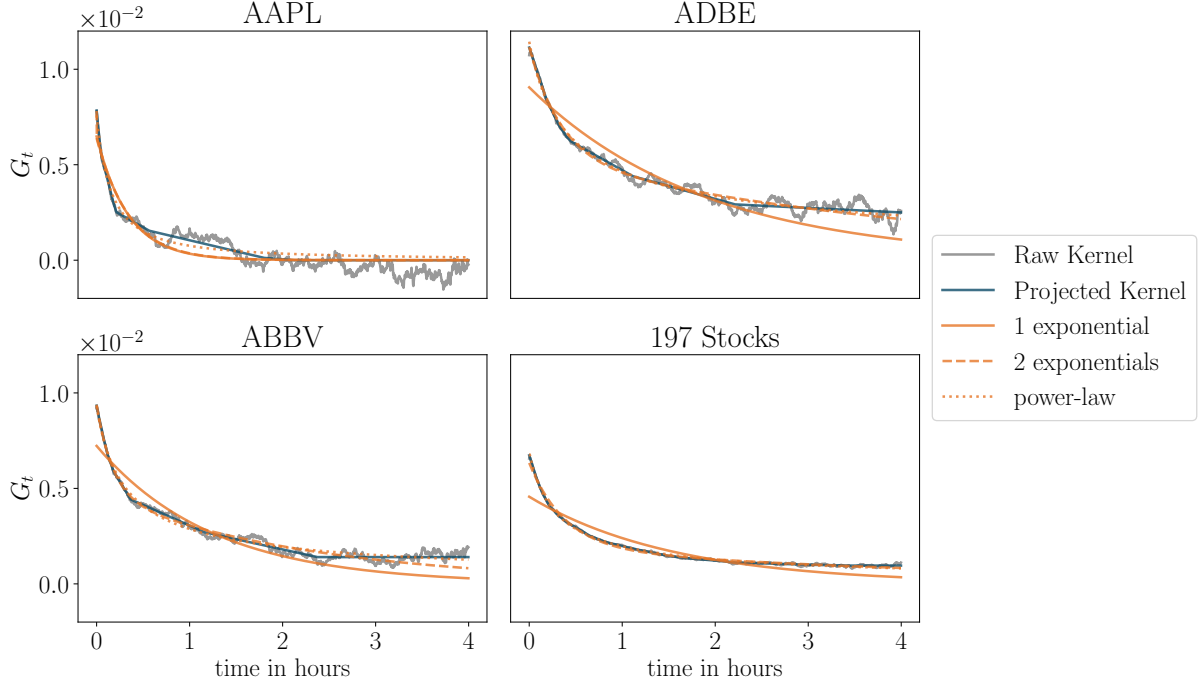 ×10⁻²
AAPL
ADBE
1.0
0.5
0.0
G_t
×10⁻²
ABBV
197 Stocks
1.0
0.5
0.0
G_t
0 1 2 3 4
0 1 2 3 4
time in hours
time in hours
Raw Kernel
Projected Kernel
1 exponential
2 exponentials
power-law